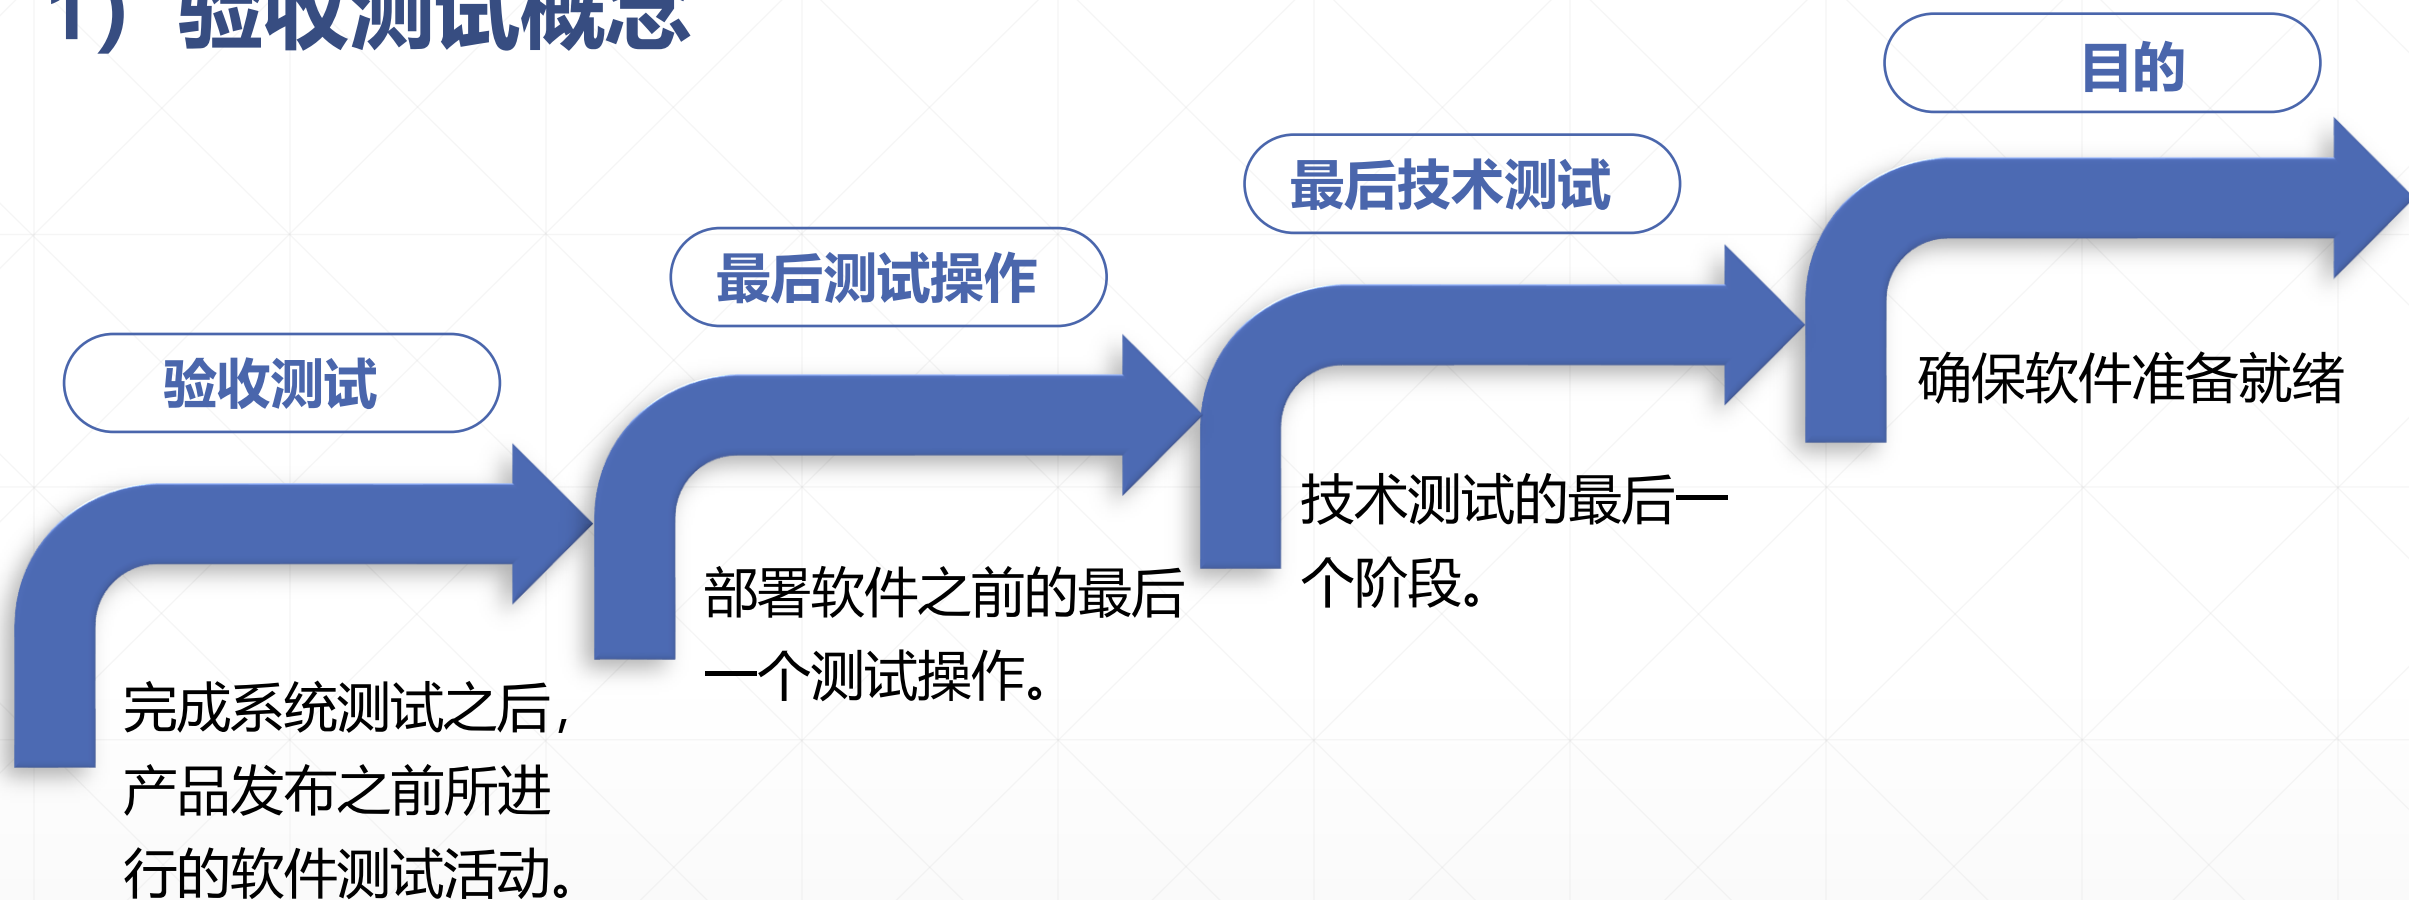 1）验收测试概念
验收测试
完成系统测试之后，
产品发布之前所进
行的软件测试活动。
最后测试操作
部署软件之前的最后
一个测试操作。
最后技术测试
技术测试的最后一
个阶段。
目的
确保软件准备就绪